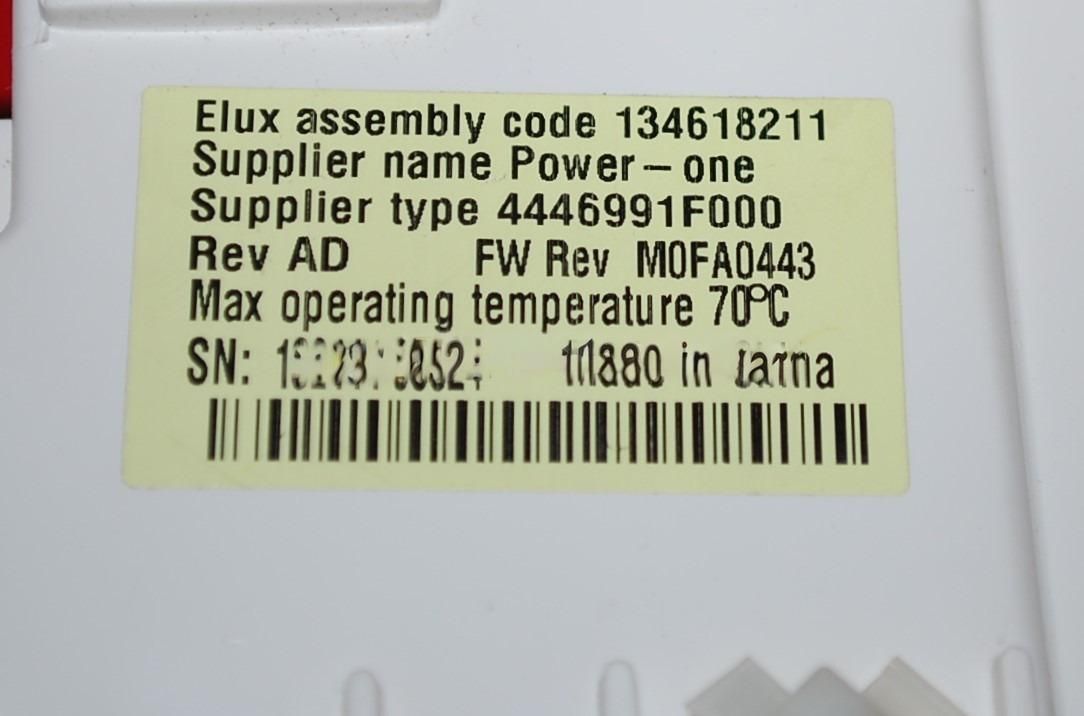 Elux assembly code 134618211
Supplier name Power-one
Supplier type 4446991F000
Rev AD FW Rev M0FA0443
Max operating temperature 70ºC
SN: in